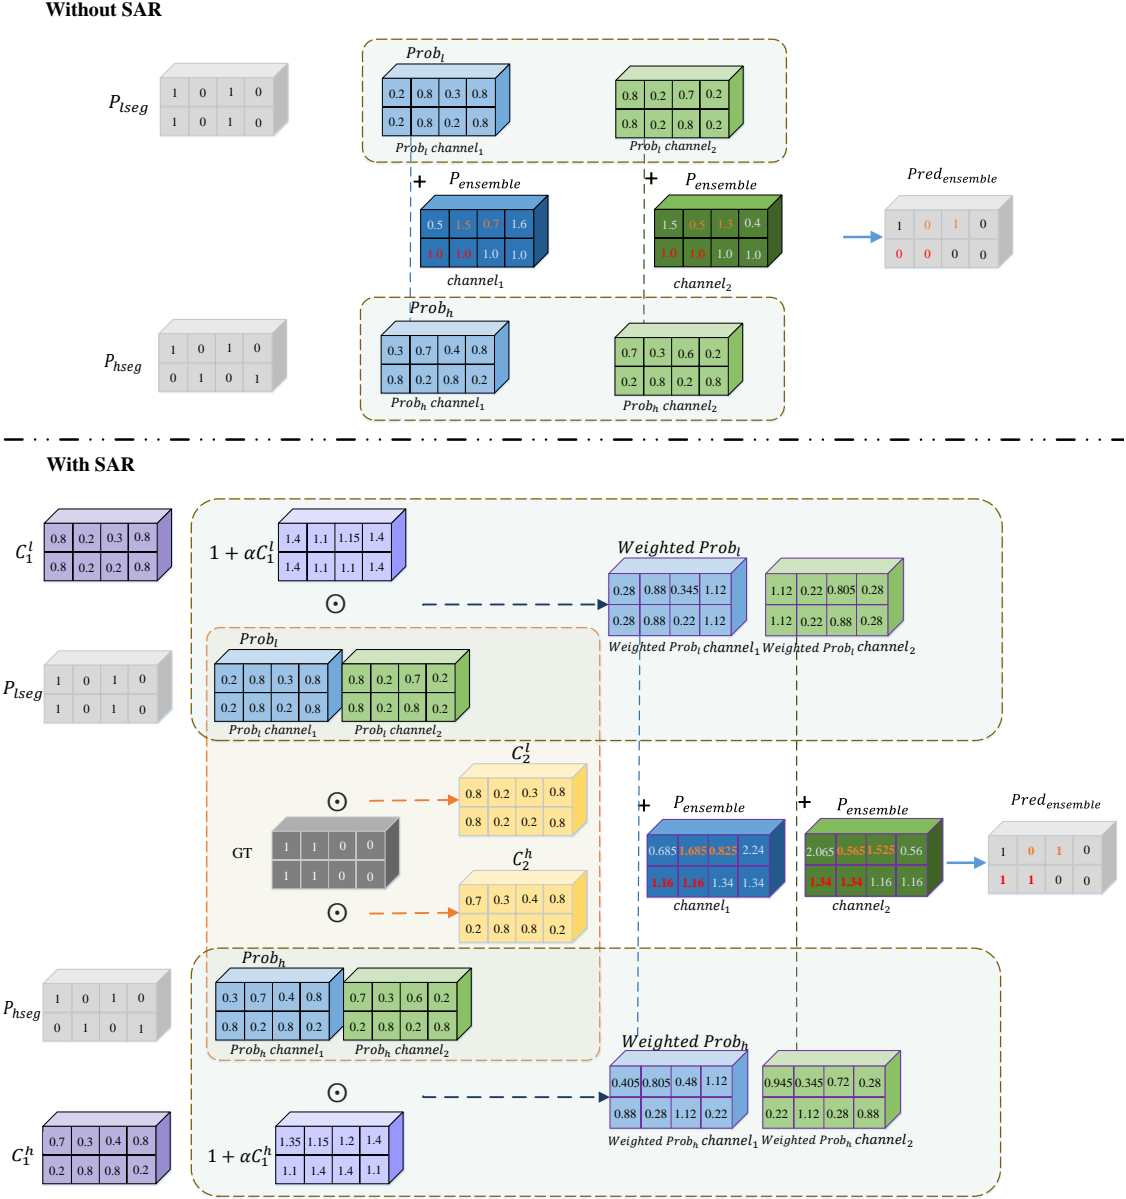 Without SAR
Prob_l
P_lseg
1 0 1 0
1 0 1 0
0.2 0.8 0.3 0.8
0.2 0.8 0.2 0.8
Prob_l channel_1
0.8 0.2 0.7 0.2
0.8 0.2 0.8 0.2
Prob_l channel_2
+ P_ensemble
0.5 1.5 0.7 1.6
1.0 1.0 1.0 1.0
channel_1
+ P_ensemble
1.5 0.5 1.3 0.4
1.0 1.0 1.0 1.0
channel_2
Pred_ensemble
1 0 1 0
0 0 0 0
Prob_h
P_hseg
1 0 1 0
0 1 0 1
0.3 0.7 0.4 0.8
0.8 0.2 0.8 0.2
Prob_h channel_1
0.7 0.3 0.6 0.2
0.2 0.8 0.2 0.8
Prob_h channel_2
With SAR
C_1^l
0.8 0.2 0.3 0.8
0.8 0.2 0.2 0.8
1 + αC_1^l
1.4 1.1 1.15 1.4
1.4 1.1 1.1 1.4
⊙
Weighted Prob_l
0.28 0.88 0.345 1.12
0.28 0.88 0.22 1.12
Weighted Prob_l channel_1
1.12 0.22 0.805 0.28
1.12 0.22 0.88 0.28
Weighted Prob_l channel_2
P_lseg
1 0 1 0
1 0 1 0
Prob_l
0.2 0.8 0.3 0.8
0.2 0.8 0.2 0.8
Prob_l channel_1
0.8 0.2 0.7 0.2
0.8 0.2 0.8 0.2
Prob_l channel_2
C_2^l
0.8 0.2 0.3 0.8
0.8 0.2 0.2 0.8
⊙
GT
1 1 0 0
1 1 0 0
⊙
C_2^h
0.7 0.3 0.4 0.8
0.2 0.8 0.8 0.2
+ P_ensemble
0.685 1.685 0.825 2.24
1.16 1.16 1.34 1.34
channel_1
+ P_ensemble
2.065 0.565 1.525 0.56
1.34 1.34 1.16 1.16
channel_2
Pred_ensemble
1 0 1 0
1 1 0 0
P_hseg
1 0 1 0
0 1 0 1
Prob_h
0.3 0.7 0.4 0.8
0.8 0.2 0.8 0.2
Prob_h channel_1
0.7 0.3 0.6 0.2
0.2 0.8 0.2 0.8
Prob_h channel_2
⊙
Weighted Prob_h
0.405 0.805 0.48 1.12
0.88 0.28 1.12 0.22
Weighted Prob_h channel_1
0.945 0.345 0.72 0.28
0.22 1.12 0.28 0.88
Weighted Prob_h channel_2
C_1^h
0.7 0.3 0.4 0.8
0.2 0.8 0.8 0.2
1 + αC_1^h
1.35 1.15 1.2 1.4
1.1 1.4 1.4 1.1